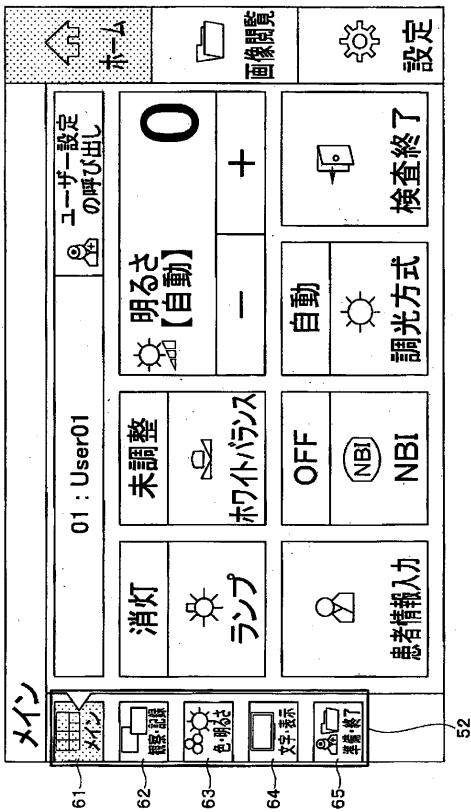 メイン
01 : User01
ユーザー設定
の呼び出し
ホーム
画像閲覧
設定
61
メイン
62
観察・記録
63
色・明るさ
64
文字・表示
65
準備・終了
52
消灯
ランプ
未調整
ホワイトバランス
明るさ
【自動】
0
−
+
患者情報入力
OFF
NBI
NBI
自動
調光方式
検査終了